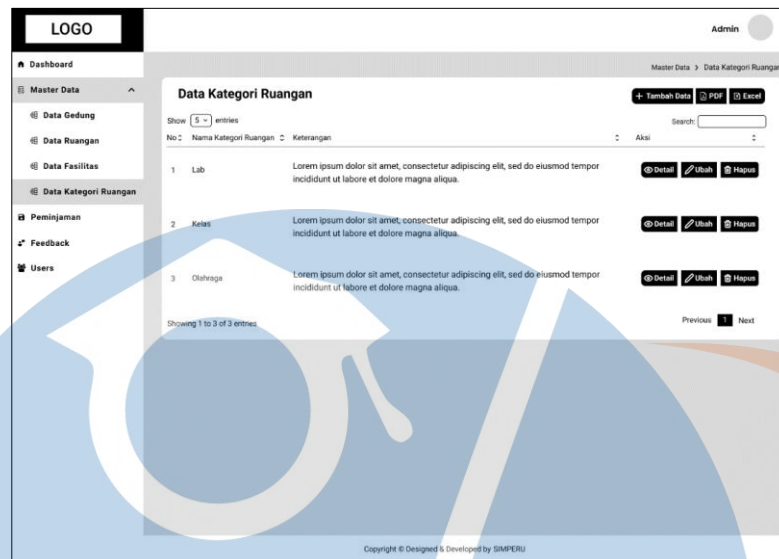 LOGO
Admin
Dashboard
Master Data
Data Gedung
Data Ruangan
Data Fasilitas
Data Kategori Ruangan
Peminjaman
Feedback
Users
Master Data > Data Kategori Ruangan
Data Kategori Ruangan
+ Tambah Data PDF Excel
Show 5 entries
Search:
No Nama Kategori Ruangan Keterangan Aksi
1 Lab Lorem ipsum dolor sit amet, consectetur adipiscing elit, sed do eiusmod tempor
incididunt ut labore et dolore magna aliqua.
Detail Ubah Hapus
2 Kelas Lorem ipsum dolor sit amet, consectetur adipiscing elit, sed do eiusmod tempor
incididunt ut labore et dolore magna aliqua.
Detail Ubah Hapus
3 Olahraga Lorem ipsum dolor sit amet, consectetur adipiscing elit, sed do eiusmod tempor
incididunt ut labore et dolore magna aliqua.
Detail Ubah Hapus
Showing 1 to 3 of 3 entries
Previous 1 Next
Copyright © Designed & Developed by SIMPERU